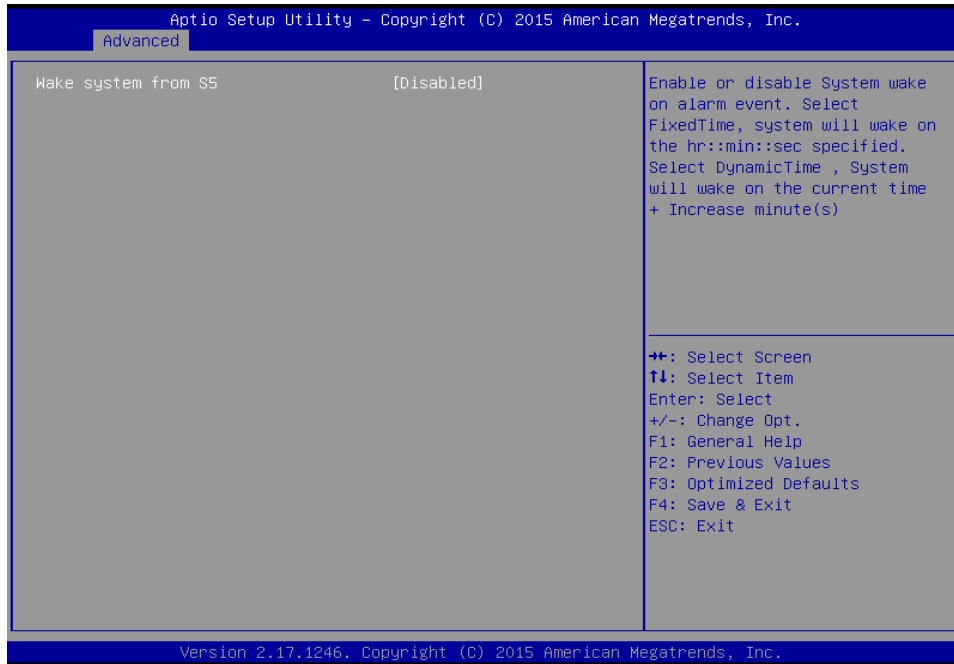 Aptio Setup Utility – Copyright (C) 2015 American Megatrends, Inc.
Advanced
Wake system from S5 [Disabled]
Enable or disable System wake
on alarm event. Select
FixedTime, system will wake on
the hr::min::sec specified.
Select DynamicTime , System
will wake on the current time
+ Increase minute(s)
→←: Select Screen
↑↓: Select Item
Enter: Select
+/-: Change Opt.
F1: General Help
F2: Previous Values
F3: Optimized Defaults
F4: Save & Exit
ESC: Exit
Version 2.17.1246. Copyright (C) 2015 American Megatrends, Inc.